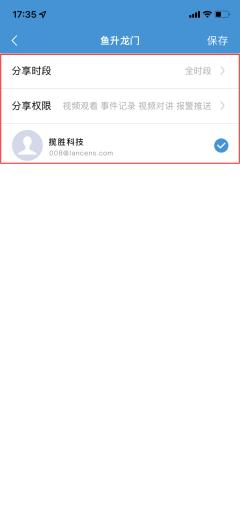 17:35
鱼升龙门 保存
分享时段 全时段
分享权限 视频观看 事件记录 视频对讲 报警推送
揽胜科技
008@lancens.com